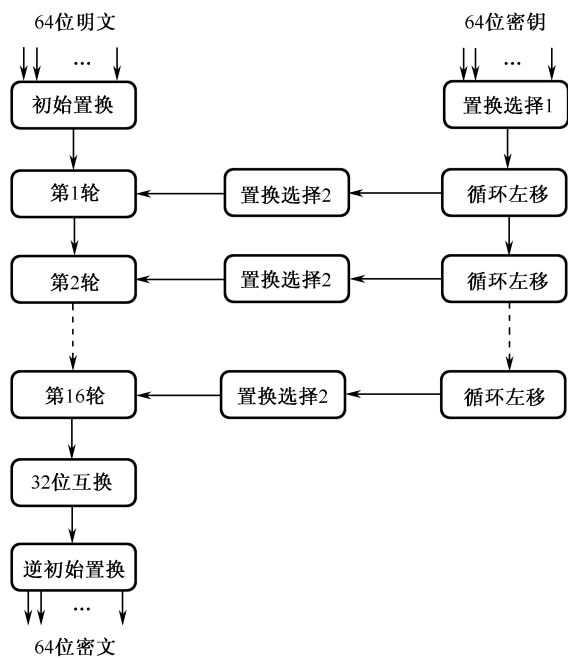 64位明文
64位密钥
...
...
初始置换
置换选择1
第1轮
置换选择2
循环左移
第2轮
置换选择2
循环左移
第16轮
置换选择2
循环左移
32位互换
逆初始置换
...
64位密文